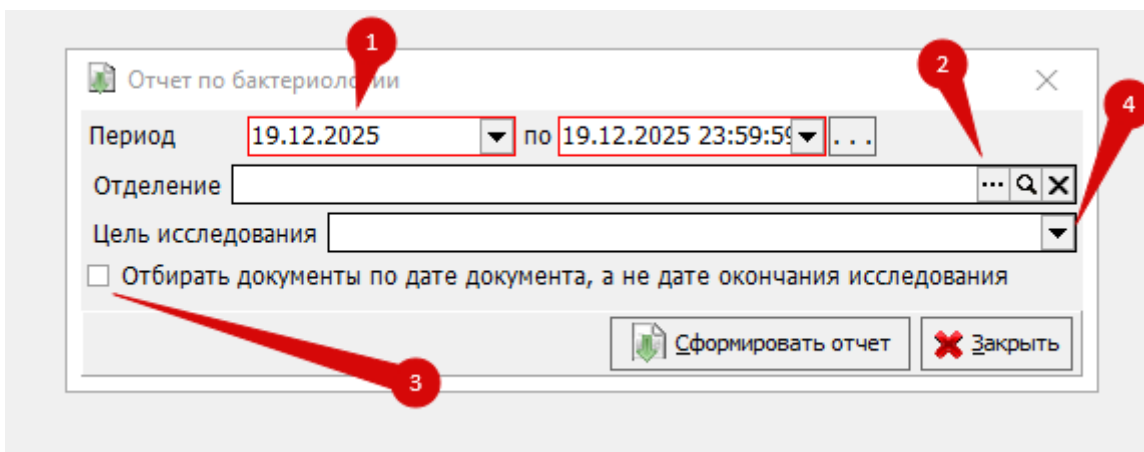 1
2
4
Отчет по бактериологии
Период 19.12.2025 по 19.12.2025 23:59:59 ...
Отделение ...
Цель исследования
Отбирать документы по дате документа, а не дате окончания исследования
Сформировать отчет Закрыть
3